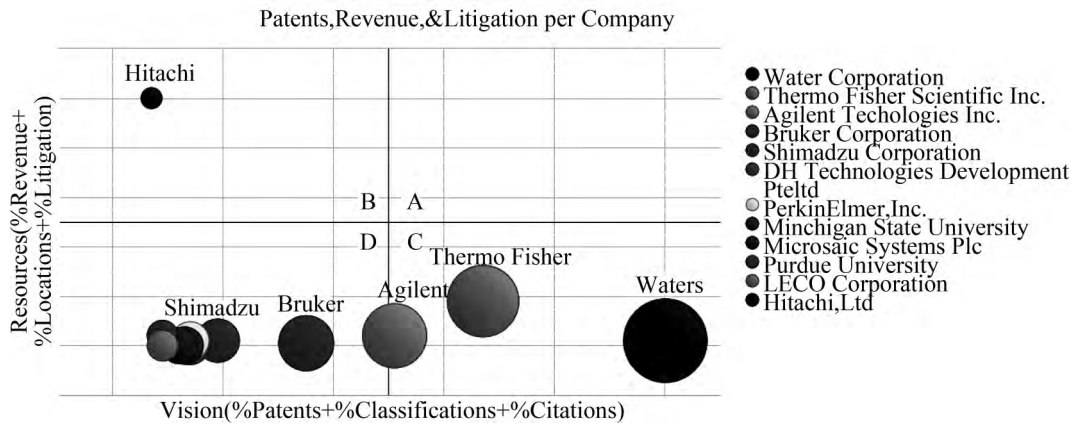 Patents,Revenue,&Litigation per Company
Resources(%Revenue+
%Locations+%Litigation)
Hitachi
B
A
D
C
Thermo Fisher
Agilent
Waters
Shimadzu
Bruker
Vision(%Patents+%Classifications+%Citations)
Water Corporation
Thermo Fisher Scientific Inc.
Agilent Techologies Inc.
Bruker Corporation
Shimadzu Corporation
DH Technologies Development
Pteltd
PerkinElmer,Inc.
Minchigan State University
Microsaic Systems Plc
Purdue University
LECO Corporation
Hitachi,Ltd